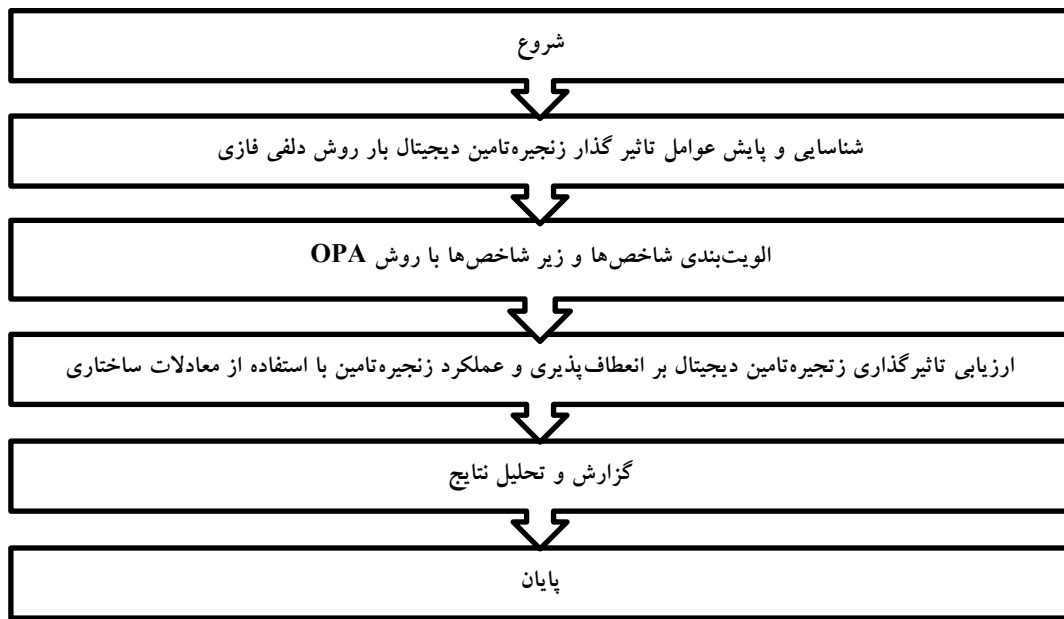 شروع
شناسایی و پایش عوامل تاثیر گذار زنجیره‌تامین دیجیتال بار روش دلفی فازی
الویت‌بندی شاخص‌ها و زیر شاخص‌ها با روش OPA
ارزیابی تاثیرگذاری زتجیره‌تامین دیجیتال بر انعطاف‌پذیری و عملکرد زنجیره‌تامین با استفاده از معادلات ساختاری
گزارش و تحلیل نتایج
پایان